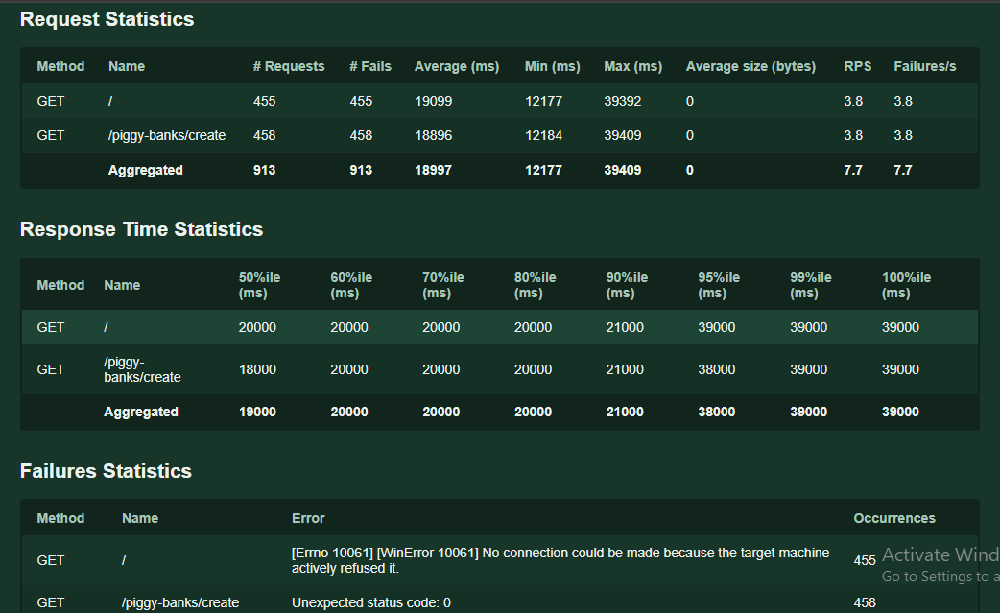 Request Statistics
Method Name # Requests # Fails Average (ms) Min (ms) Max (ms) Average size (bytes) RPS Failures/s
GET / 455 455 19099 12177 39392 0 3.8 3.8
GET /piggy-banks/create 458 458 18896 12184 39409 0 3.8 3.8
Aggregated 913 913 18997 12177 39409 0 7.7 7.7
Response Time Statistics
Method Name 50%ile (ms) 60%ile (ms) 70%ile (ms) 80%ile (ms) 90%ile (ms) 95%ile (ms) 99%ile (ms) 100%ile (ms)
GET / 20000 20000 20000 20000 21000 39000 39000 39000
GET /piggy-banks/create 18000 20000 20000 20000 21000 38000 39000 39000
Aggregated 19000 20000 20000 20000 21000 38000 39000 39000
Failures Statistics
Method Name Error Occurrences
GET / [Errno 10061] [WinError 10061] No connection could be made because the target machine actively refused it. 455
GET /piggy-banks/create Unexpected status code: 0 458
Activate Wind
Go to Settings to a